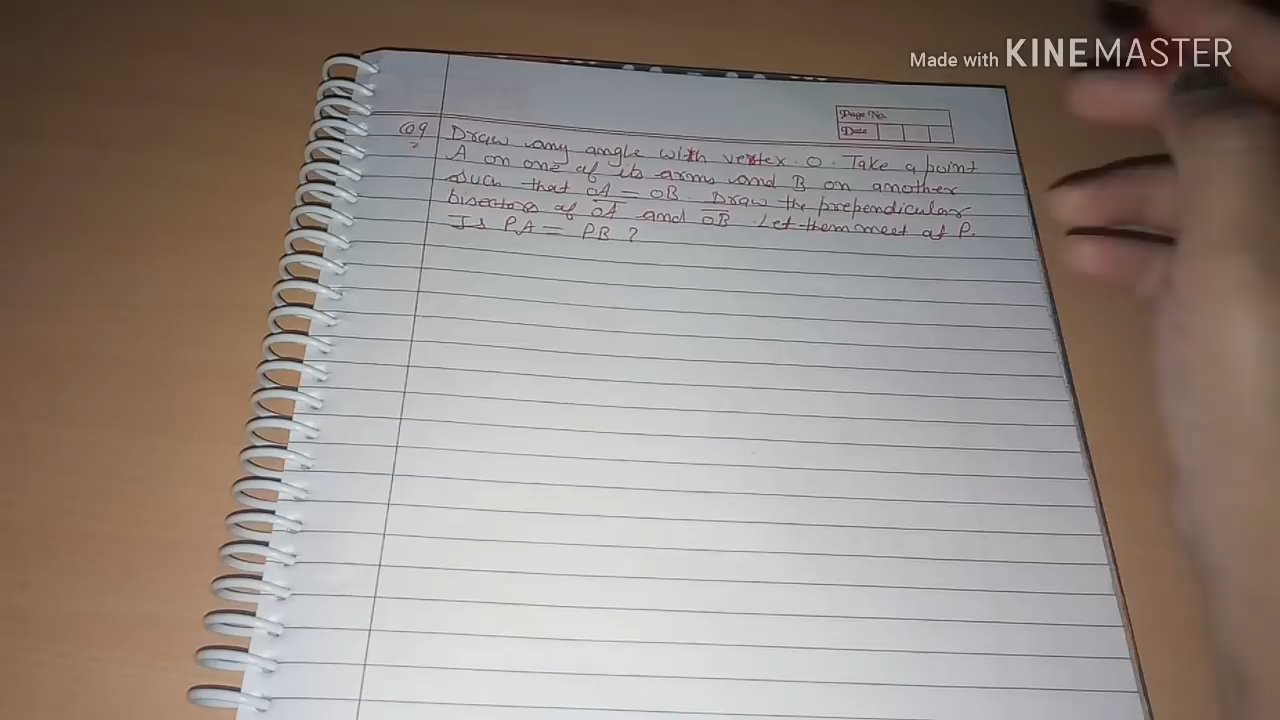 Made with KINEMASTER
Page No.
Date
Q9 Draw any angle with vertex O. Take a point
A on one of its arms and B on another
such that OA = OB. Draw the prependicular
bisectors of OA and OB. Let them meet at P.
Is PA = PB ?